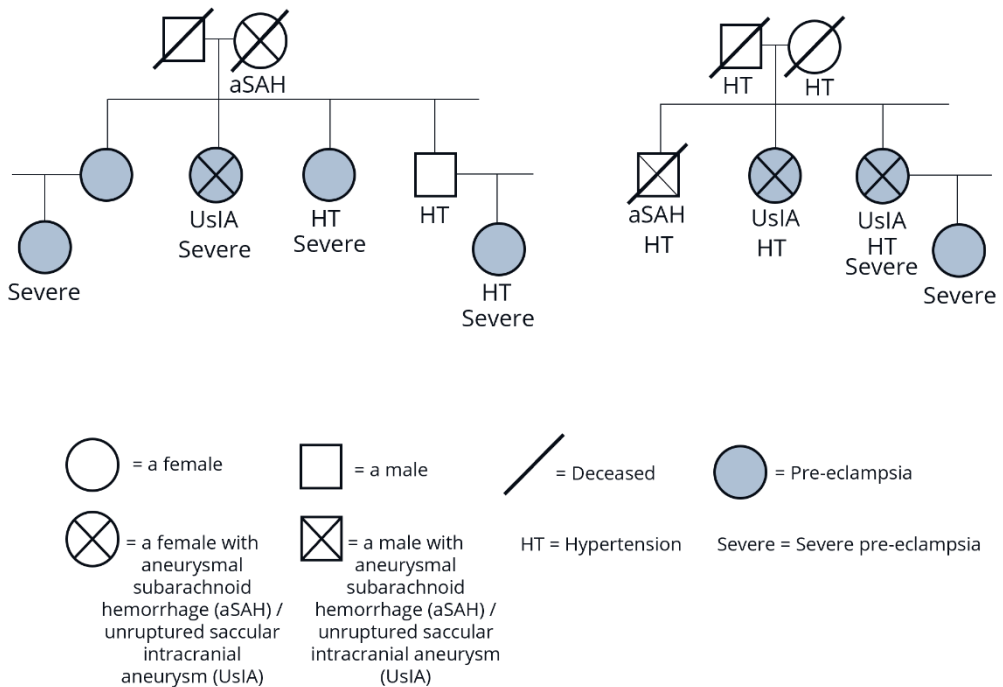 aSAH
HT
HT
UsIA
Severe
HT
Severe
HT
Severe
HT
Severe
aSAH
HT
UsIA
HT
UsIA
HT
Severe
Severe
= a female
= a male
= Deceased
= Pre-eclampsia
= a female with
aneurysmal
subarachnoid
hemorrhage (aSAH) /
unruptured saccular
intracranial
aneurysm (UsIA)
= a male with
aneurysmal
subarachnoid
hemorrhage (aSAH) /
unruptured saccular
intracranial aneurysm
(UsIA)
HT = Hypertension
Severe = Severe pre-eclampsia